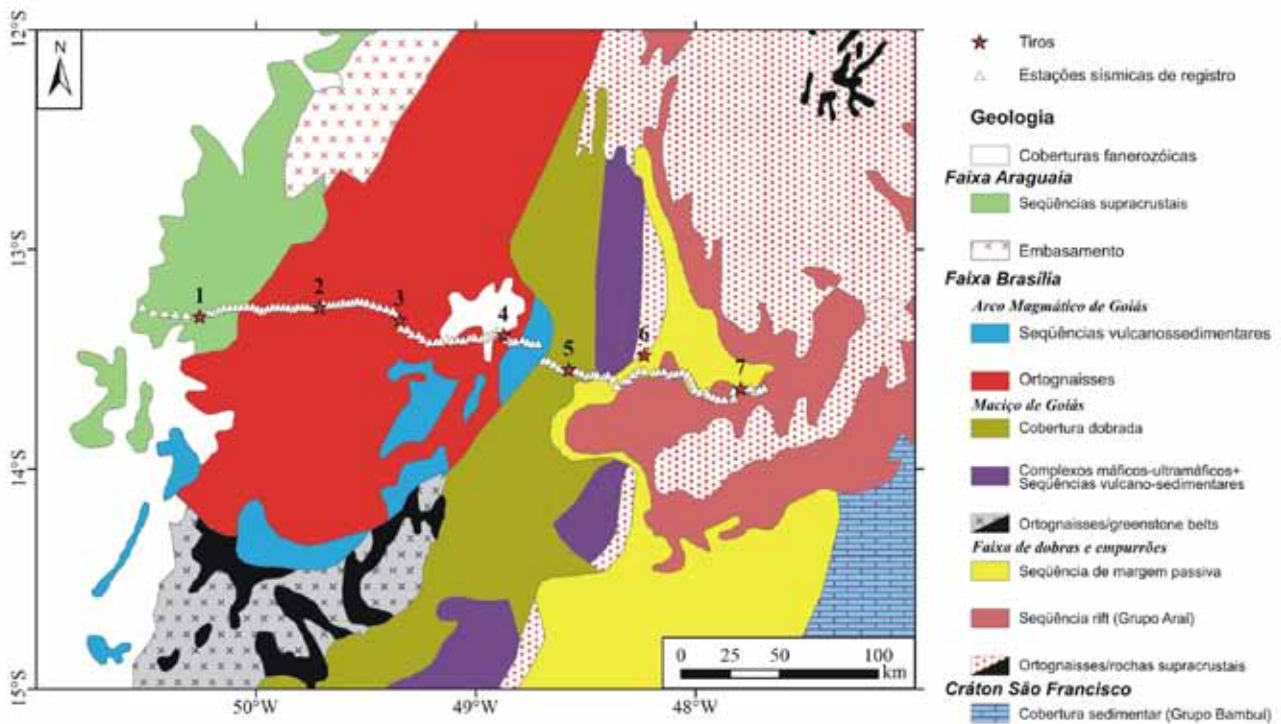 12°S
13°S
14°S
15°S
N
1
2
3
4
5
6
7
0 25 50 100
km
50°W
49°W
48°W
Tiros
Estações sísmicas de registro
Geologia
Coberturas fanerozóicas
Faixa Araguaia
Seqüências supracrustais
Embasamento
Faixa Brasília
Arco Magmático de Goiás
Seqüências vulcanossedimentares
Ortognaisses
Maciço de Goiás
Cobertura dobrada
Complexos máficos-ultramáficos+
Seqüências vulcano-sedimentares
Ortognaisses/greenstone belts
Faixa de dobras e empurrões
Seqüência de margem passiva
Seqüência rift (Grupo Araí)
Ortognaisses/rochas supracrustais
Cráton São Francisco
Cobertura sedimentar (Grupo Bambuí)